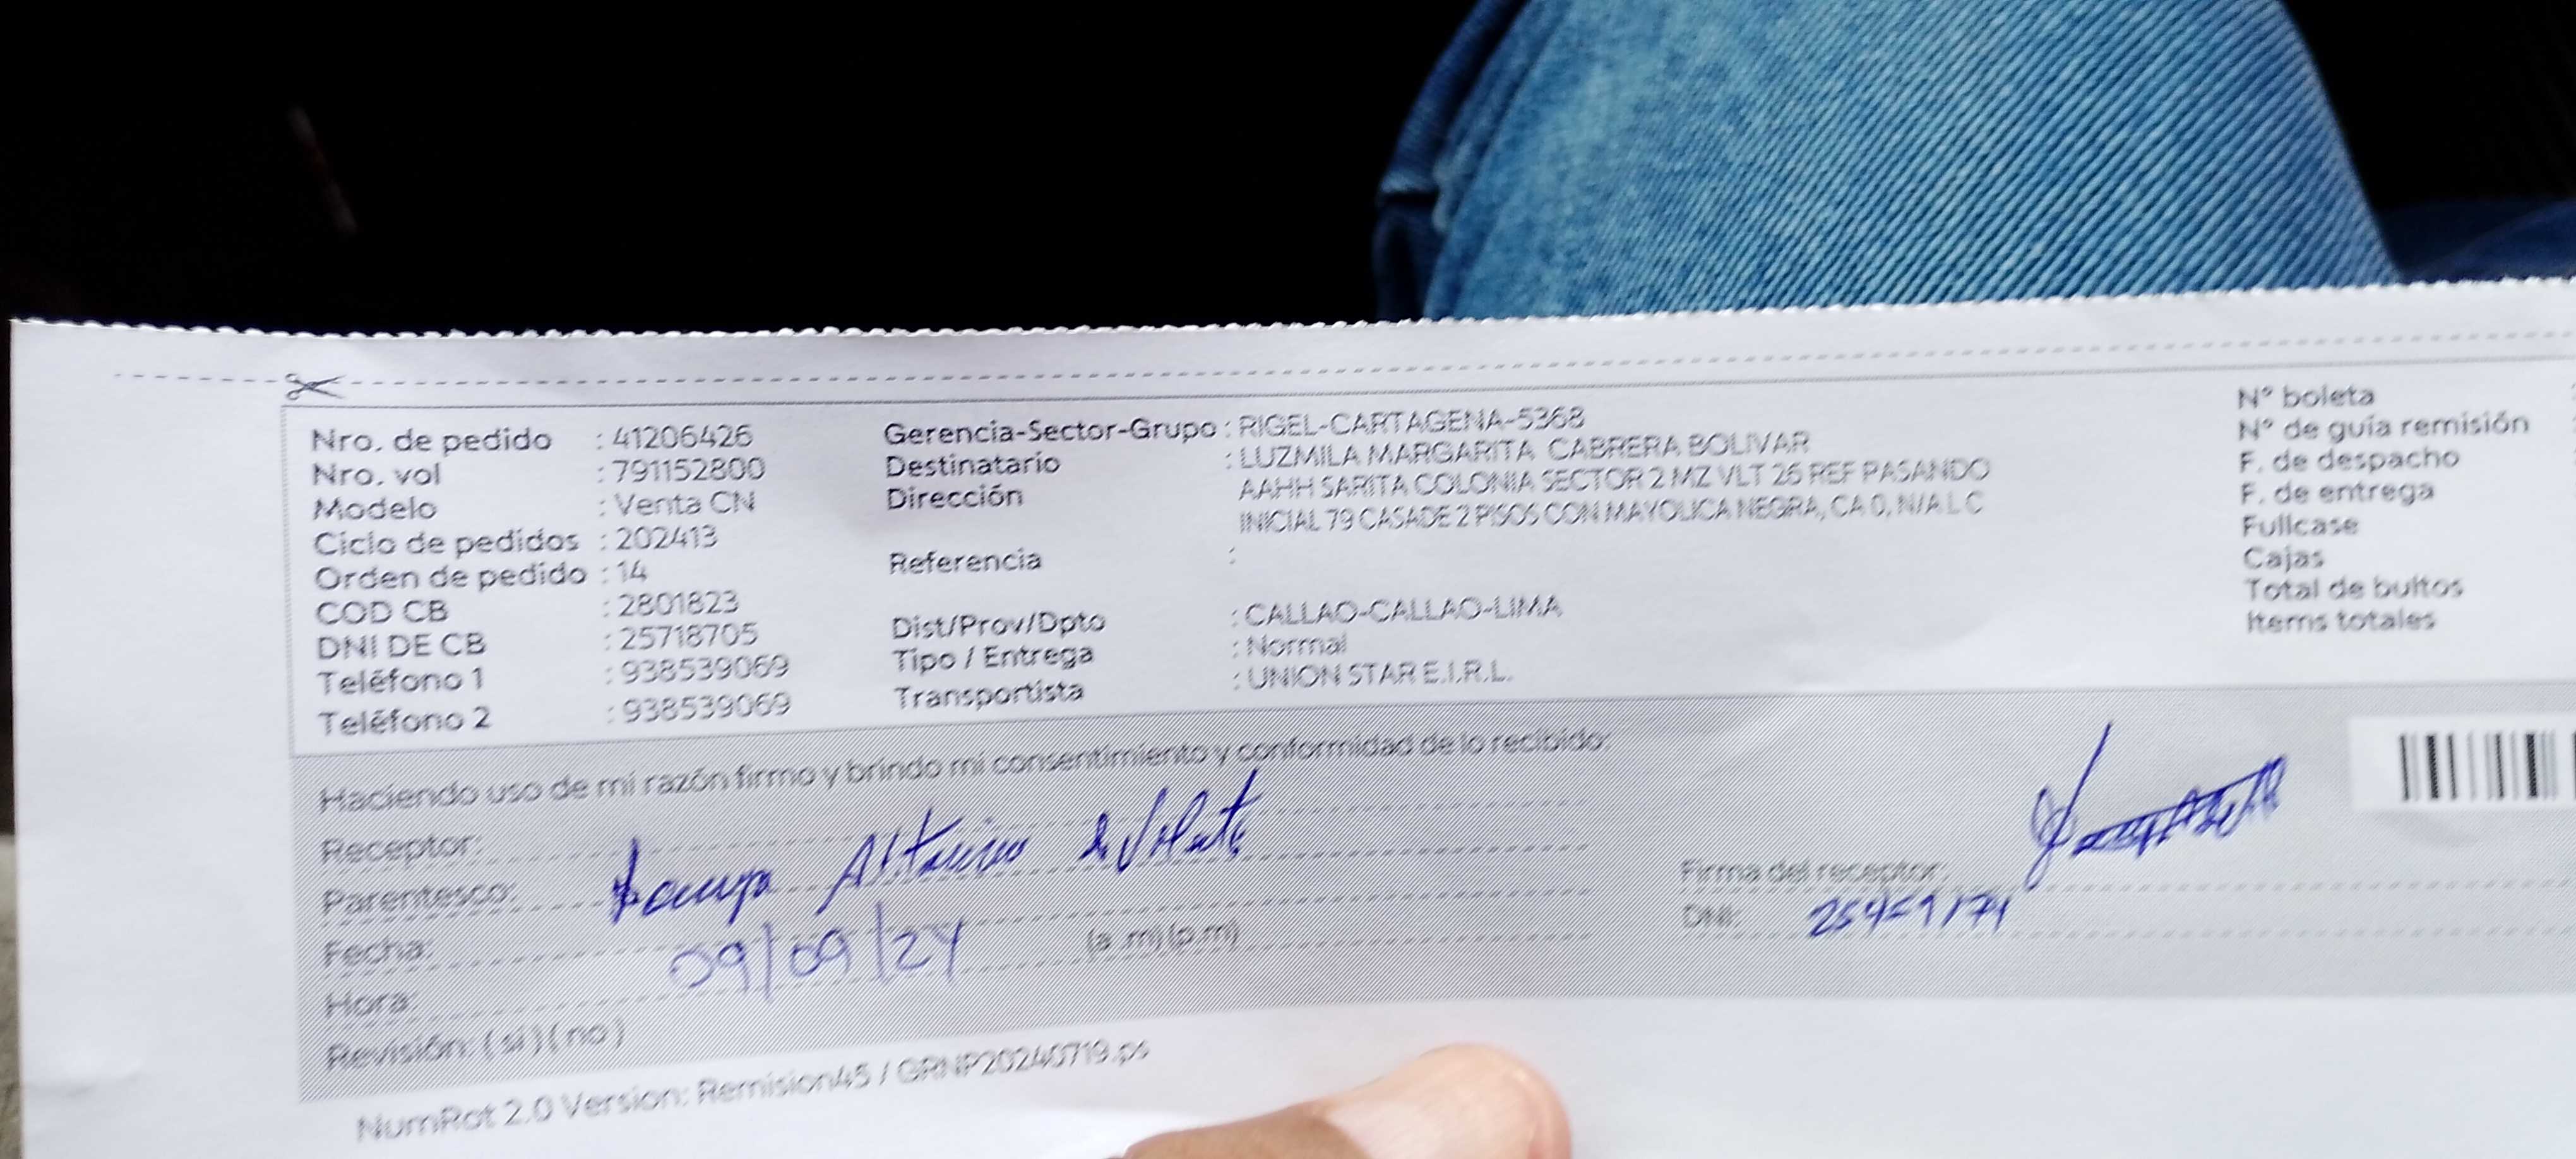 Nro. de pedido : 41206426
Nro. vol : 791152800
Modelo : Venta CN
Ciclo de pedidos : 202413
Orden de pedido : 14
COD CB : 2801823
DNI DE CB : 25718705
Teléfono 1 : 938539069
Teléfono 2 : 938539069
Gerencia-Sector-Grupo : RIGEL-CARTAGENA-5368
Destinatario : LUZMILA MARGARITA CABRERA BOLIVAR
Dirección : AAHH SARITA COLONIA SECTOR 2 MZ VLT 26 REF PASANDO
INICIAL 79 CASADE 2 PISOS CON MAYOLICA NEGRA, CA 0, N/A L C
Referencia :
Dist/Prov/Dpto : CALLAO-CALLAO-LIMA
Tipo / Entrega : Normal
Transportista : UNION STAR E.I.R.L.
N° boleta
N° de guía remisión
F. de despacho
F. de entrega
Fullcase
Cajas
Total de bultos
Items totales
Haciendo uso de mi razón firmo y brindo mi consentimiento y conformidad de lo recibido:
Receptor:
Parentesco:
Fecha: 09/09/24
Hora: (a .m) (p.m)
Revisión: ( si ) ( no )
Firma del receptor:
DNI:
NumRot 2.0 Version: Remision45 / GRNP20240719.ps